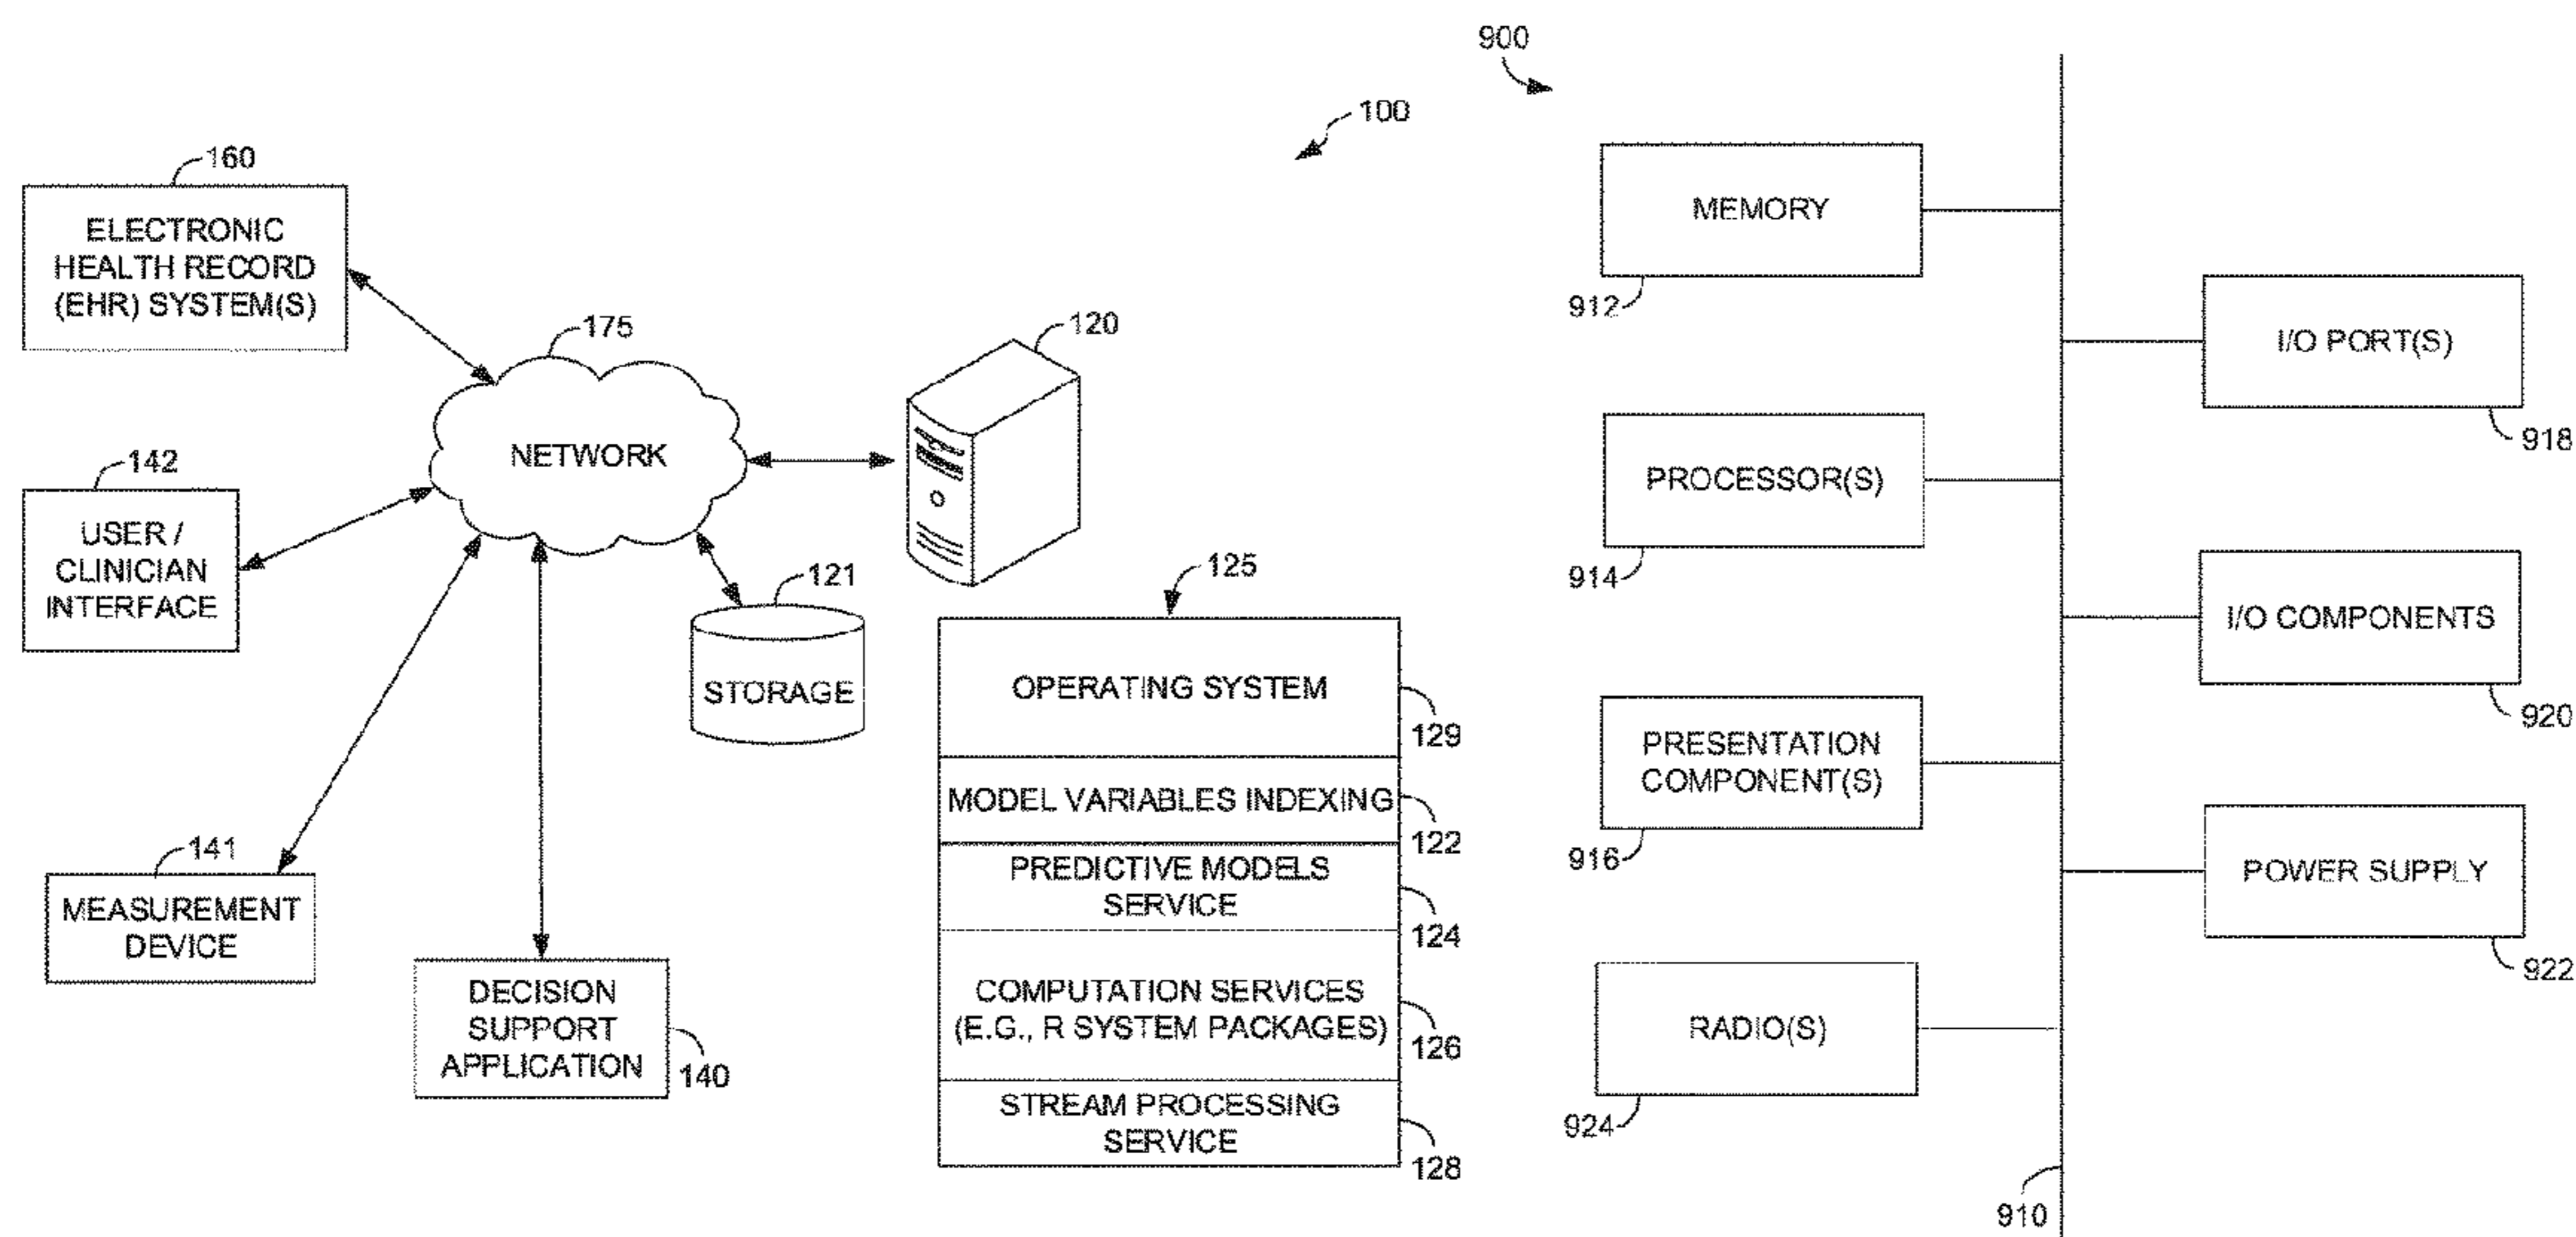 100
160
ELECTRONIC
HEALTH RECORD
(EHR) SYSTEM(S)
175
NETWORK
120
142
USER /
CLINICIAN
INTERFACE
121
STORAGE
141
MEASUREMENT
DEVICE
DECISION
SUPPORT
APPLICATION
140
125
OPERATING SYSTEM
129
MODEL VARIABLES INDEXING
122
PREDICTIVE MODELS
SERVICE
124
COMPUTATION SERVICES
(E.G., R SYSTEM PACKAGES)
126
STREAM PROCESSING
SERVICE
128
900
MEMORY
912
I/O PORT(S)
918
PROCESSOR(S)
914
I/O COMPONENTS
920
PRESENTATION
COMPONENT(S)
916
POWER SUPPLY
922
RADIO(S)
924
910